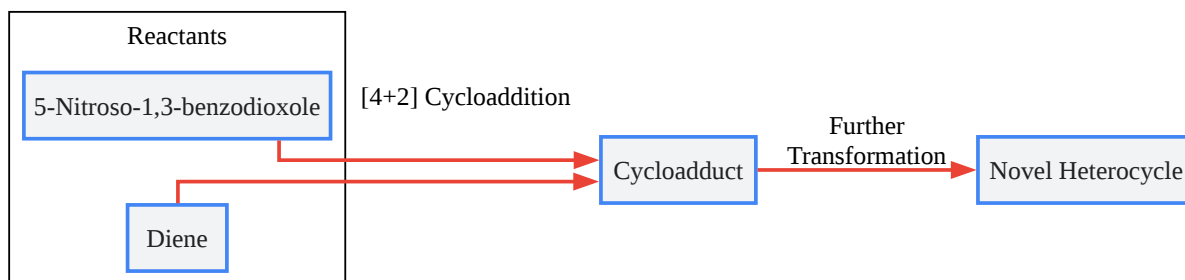 Reactants
5-Nitroso-1,3-benzodioxole
[4+2] Cycloaddition
Diene
Cycloadduct
Further
Transformation
Novel Heterocycle